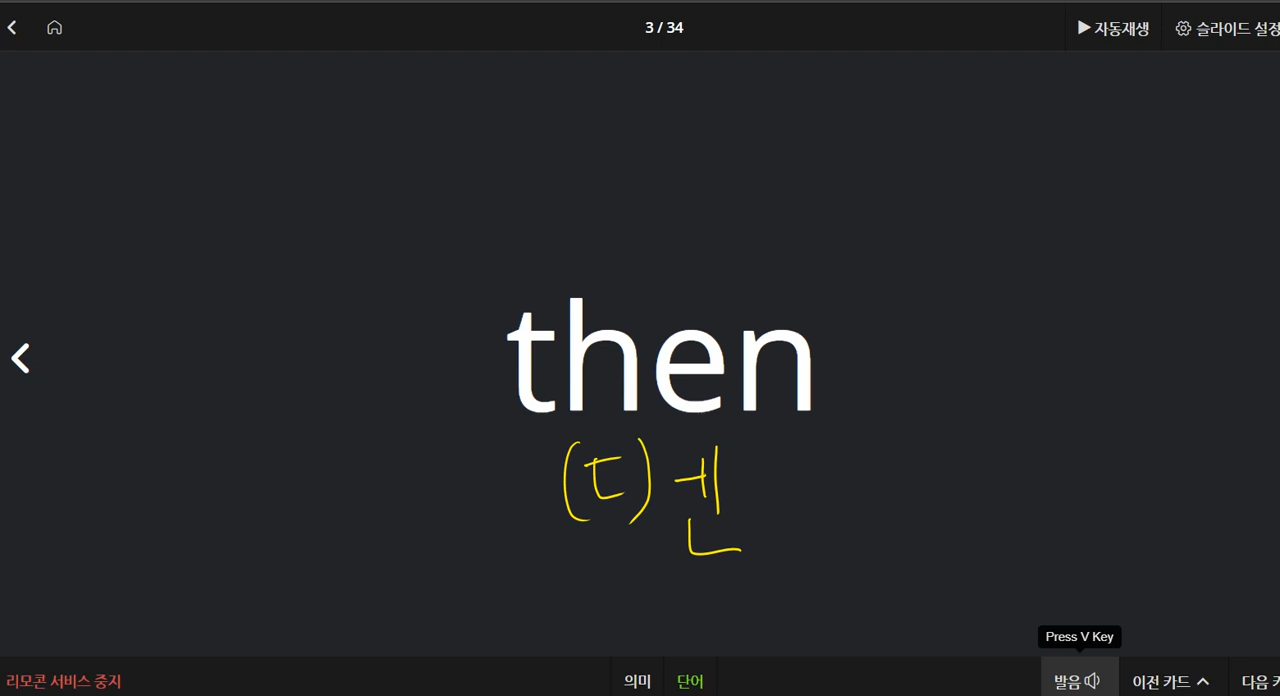 3 / 34
▶ 자동재생
슬라이드 설정
then
(ㄷ) ㅔㄴ
Press V Key
리모콘 서비스 중지
의미
단어
발음
이전 카드
다음